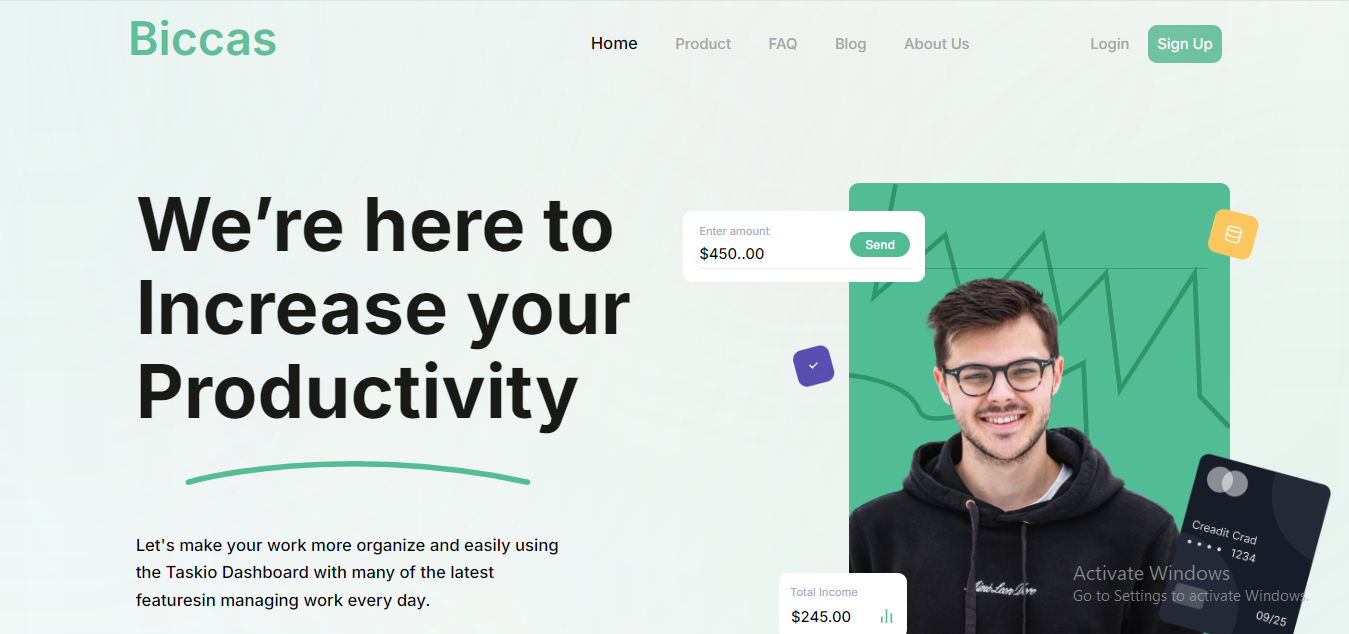 Biccas
Home
Product
FAQ
Blog
About Us
Login
Sign Up
We’re here to
Increase your
Productivity
Let's make your work more organize and easily using
the Taskio Dashboard with many of the latest
featuresin managing work every day.
Enter amount
$450..00
Send
Creadit Crad
1234
09/25
Total Income
$245.00
Activate Windows
Go to Settings to activate Windows.